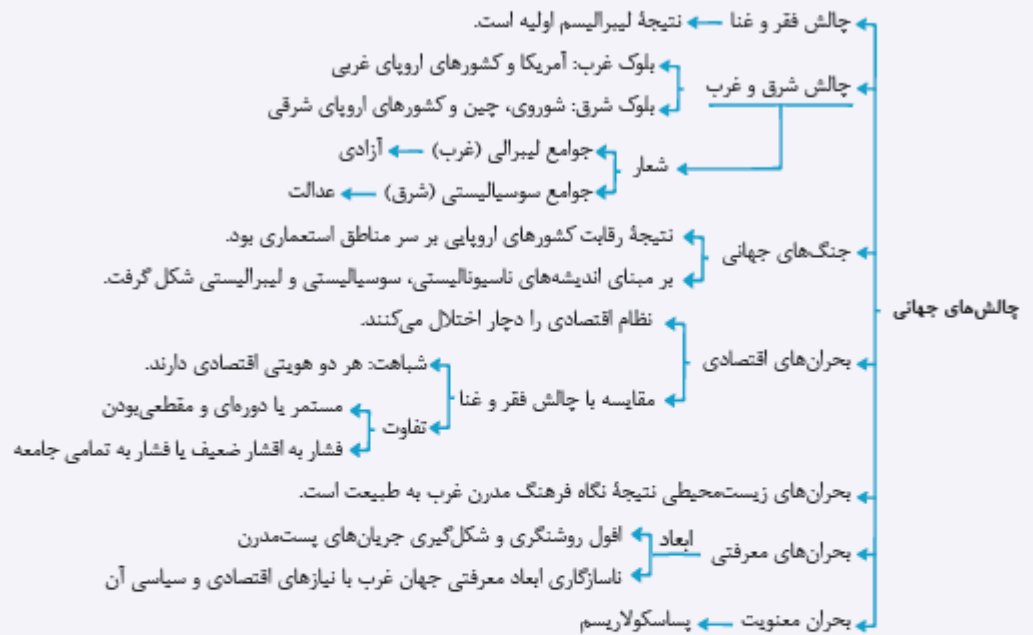 چالش‌های جهانی
چالش فقر و غنا ← نتیجهٔ لیبرالیسم اولیه است.
چالش شرق و غرب
بلوک غرب: آمریکا و کشورهای اروپای غربی
بلوک شرق: شوروی، چین و کشورهای اروپای شرقی
شعار
جوامع لیبرالی (غرب) ← آزادی
جوامع سوسیالیستی (شرق) ← عدالت
جنگ‌های جهانی
نتیجهٔ رقابت کشورهای اروپایی بر سر مناطق استعماری بود.
بر مبنای اندیشه‌های ناسیونالیستی، سوسیالیستی و لیبرالیستی شکل گرفت.
بحران‌های اقتصادی
نظام اقتصادی را دچار اختلال می‌کنند.
مقایسه با چالش فقر و غنا
شباهت: هر دو هویتی اقتصادی دارند.
تفاوت
مستمر یا دوره‌ای و مقطعی‌بودن
فشار به اقشار ضعیف یا فشار به تمامی جامعه
بحران‌های زیست‌محیطی نتیجهٔ نگاه فرهنگ مدرن غرب به طبیعت است.
بحران‌های معرفتی
ابعاد
افول روشنگری و شکل‌گیری جریان‌های پست‌مدرن
ناسازگاری ابعاد معرفتی جهان غرب با نیازهای اقتصادی و سیاسی آن
بحران معنویت ← پساسکولاریسم